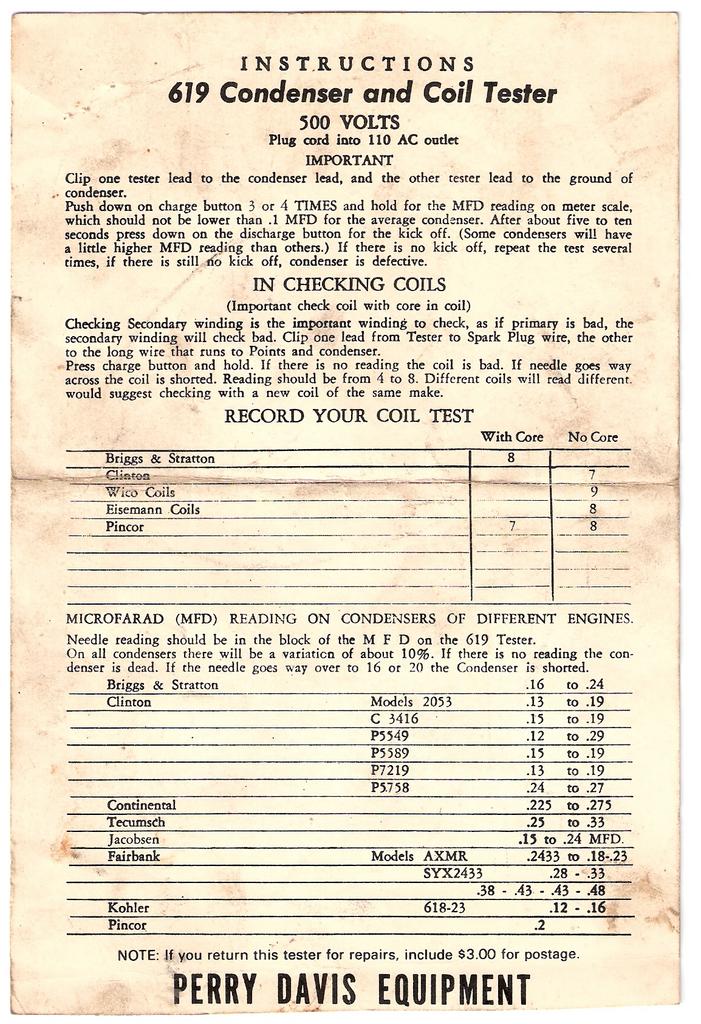 INSTRUCTIONS
619 Condenser and Coil Tester
500 VOLTS
Plug cord into 110 AC outlet
IMPORTANT
Clip one tester lead to the condenser lead, and the other tester lead to the ground of
condenser.
Push down on charge button 3 or 4 TIMES and hold for the MFD reading on meter scale,
which should not be lower than .1 MFD for the average condenser. After about five to ten
seconds press down on the discharge button for the kick off. (Some condensers will have
a little higher MFD reading than others.) If there is no kick off, repeat the test several
times, if there is still no kick off, condenser is defective.
IN CHECKING COILS
(Important check coil with core in coil)
Checking Secondary winding is the important winding to check, as if primary is bad, the
secondary winding will check bad. Clip one lead from Tester to Spark Plug wire, the other
to the long wire that runs to Points and condenser.
Press charge button and hold. If there is no reading the coil is bad. If needle goes way
across the coil is shorted. Reading should be from 4 to 8. Different coils will read different.
would suggest checking with a new coil of the same make.
RECORD YOUR COIL TEST
With Core No Core
Briggs & Stratton 8
Clinton 7
Wico Coils 9
Eisemann Coils 8
Pincor 7 8
MICROFARAD (MFD) READING ON CONDENSERS OF DIFFERENT ENGINES.
Needle reading should be in the block of the M F D on the 619 Tester.
On all condensers there will be a variation of about 10%. If there is no reading the con-
denser is dead. If the needle goes way over to 16 or 20 the Condenser is shorted.
Briggs & Stratton .16 to .24
Clinton Models 2053 .13 to .19
C 3416 .15 to .19
P5549 .12 to .29
P5589 .15 to .19
P7219 .13 to .19
P5758 .24 to .27
Continental .225 to .275
Tecumsch .25 to .33
Jacobsen .15 to .24 MFD.
Fairbank Models AXMR .2433 to .18-.23
SYX2433 .28 - .33
.38 - .43 - .43 - .48
Kohler 618-23 .12 - .16
Pincor .2
NOTE: If you return this tester for repairs, include $3.00 for postage.
PERRY DAVIS EQUIPMENT